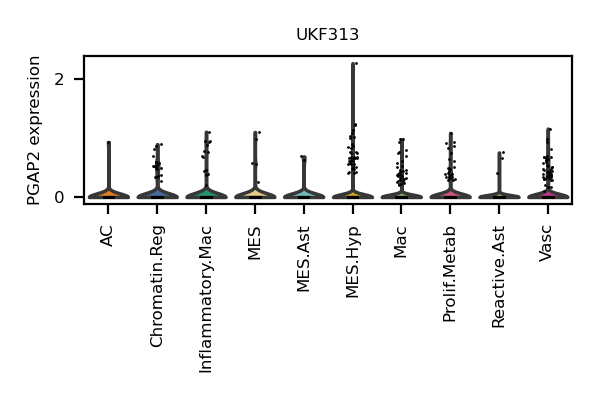 UKF313
PGAP2 expression
2
0
AC
Chromatin.Reg
Inflammatory.Mac
MES
MES.Ast
MES.Hyp
Mac
Prolif.Metab
Reactive.Ast
Vasc